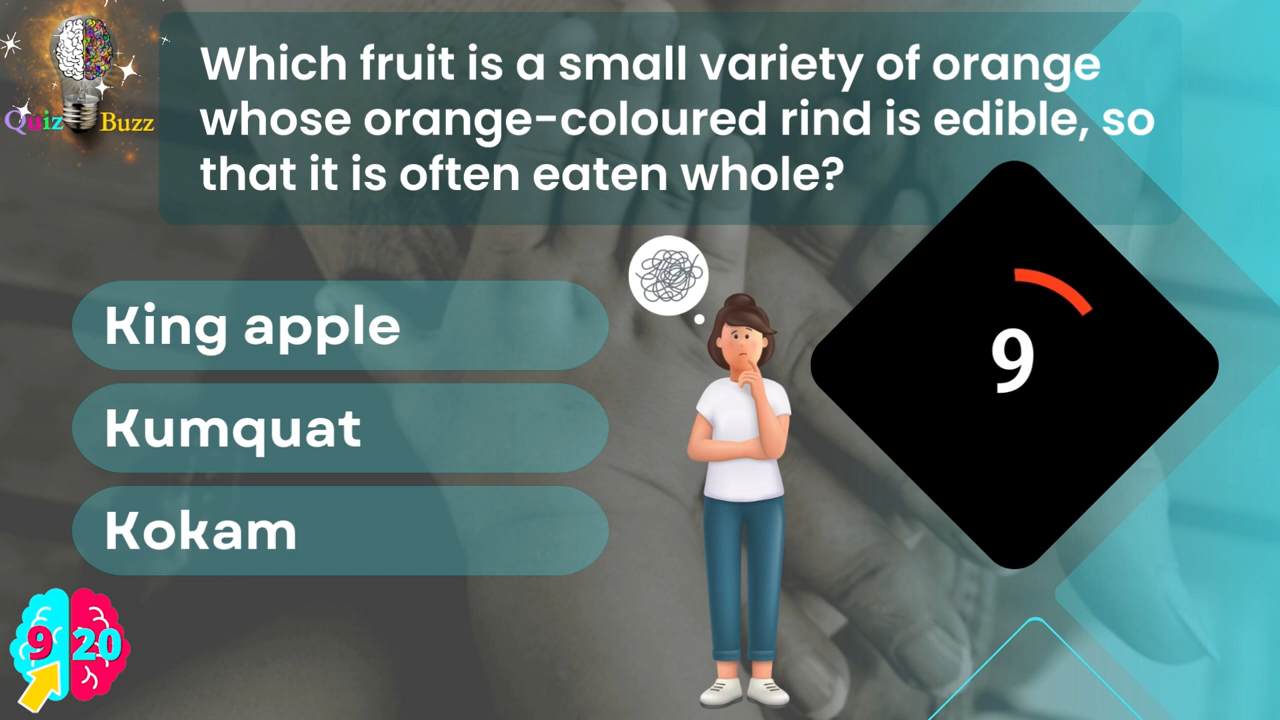 Quiz Buzz
Which fruit is a small variety of orange
whose orange-coloured rind is edible, so
that it is often eaten whole?
King apple
Kumquat
Kokam
9
9 20